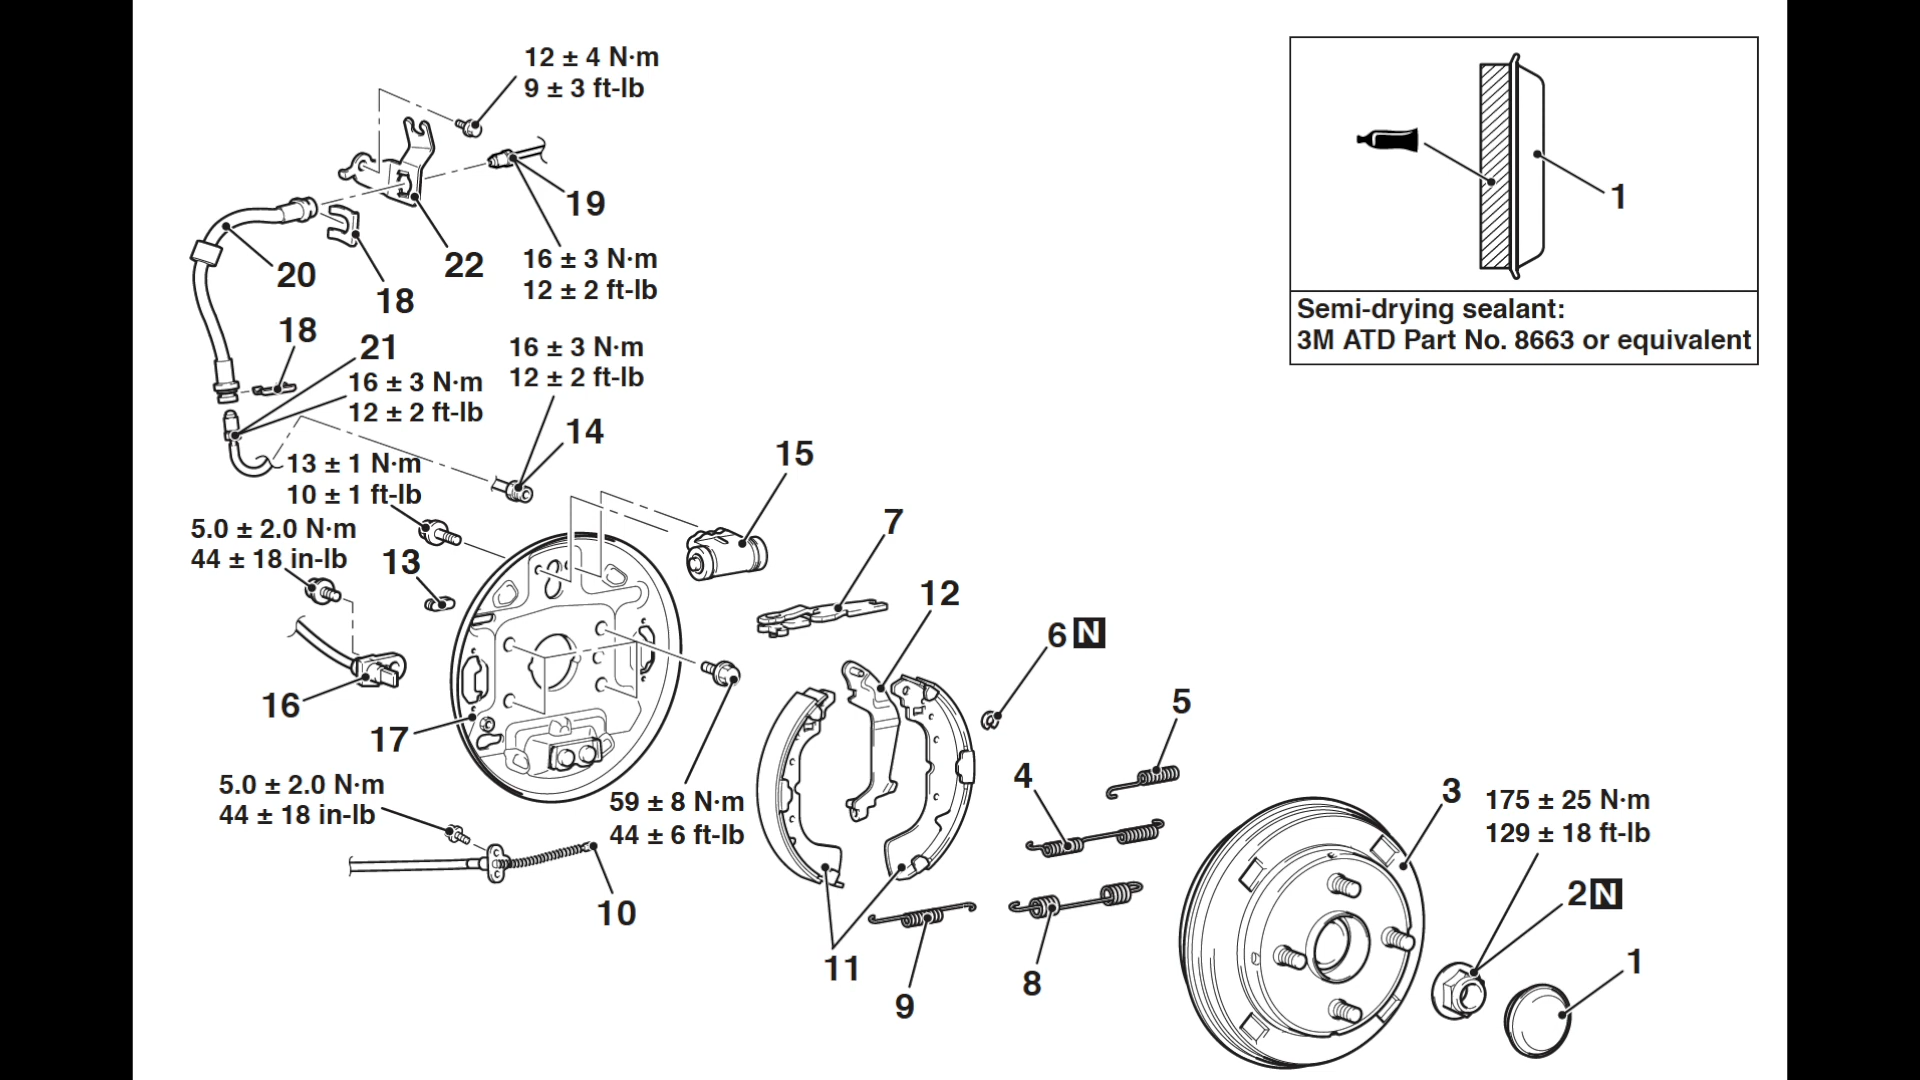 12 ± 4 N·m
9 ± 3 ft-lb
19
22
16 ± 3 N·m
12 ± 2 ft-lb
20
18
18
21
16 ± 3 N·m
12 ± 2 ft-lb
16 ± 3 N·m
12 ± 2 ft-lb
14
13 ± 1 N·m
10 ± 1 ft-lb
5.0 ± 2.0 N·m
44 ± 18 in-lb
13
15
7
12
6 N
16
17
5.0 ± 2.0 N·m
44 ± 18 in-lb
59 ± 8 N·m
44 ± 6 ft-lb
10
11
9
8
4
5
3
175 ± 25 N·m
129 ± 18 ft-lb
2 N
1
1
Semi-drying sealant:
3M ATD Part No. 8663 or equivalent